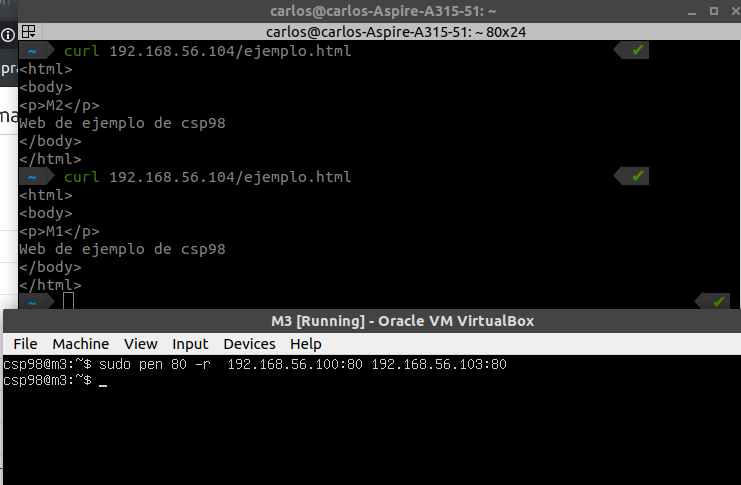 carlos@carlos-Aspire-A315-51: ~
carlos@carlos-Aspire-A315-51: ~ 80x24
pra
ma
~ curl 192.168.56.104/ejemplo.html ✔
<html>
<body>
<p>M2</p>
Web de ejemplo de csp98
</body>
</html>
~ curl 192.168.56.104/ejemplo.html ✔
<html>
<body>
<p>M1</p>
Web de ejemplo de csp98
</body>
</html>
~ ✔
M3 [Running] - Oracle VM VirtualBox
File Machine View Input Devices Help
csp98@m3:~$ sudo pen 80 -r  192.168.56.100:80 192.168.56.103:80
csp98@m3:~$ _